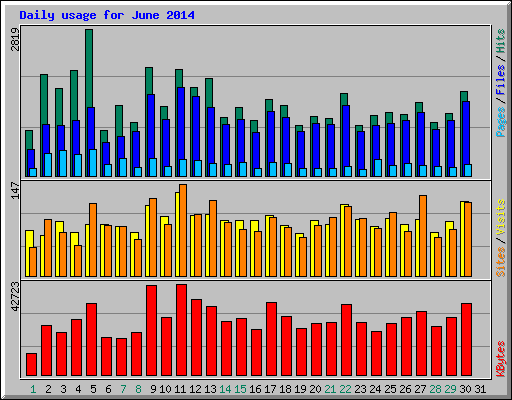 Daily usage for June 2014
2819
Pages / Files / Hits
147
Sites / Visits
42723
KBytes
1 2 3 4 5 6 7 8 9 10 11 12 13 14 15 16 17 18 19 20 21 22 23 24 25 26 27 28 29 30 31